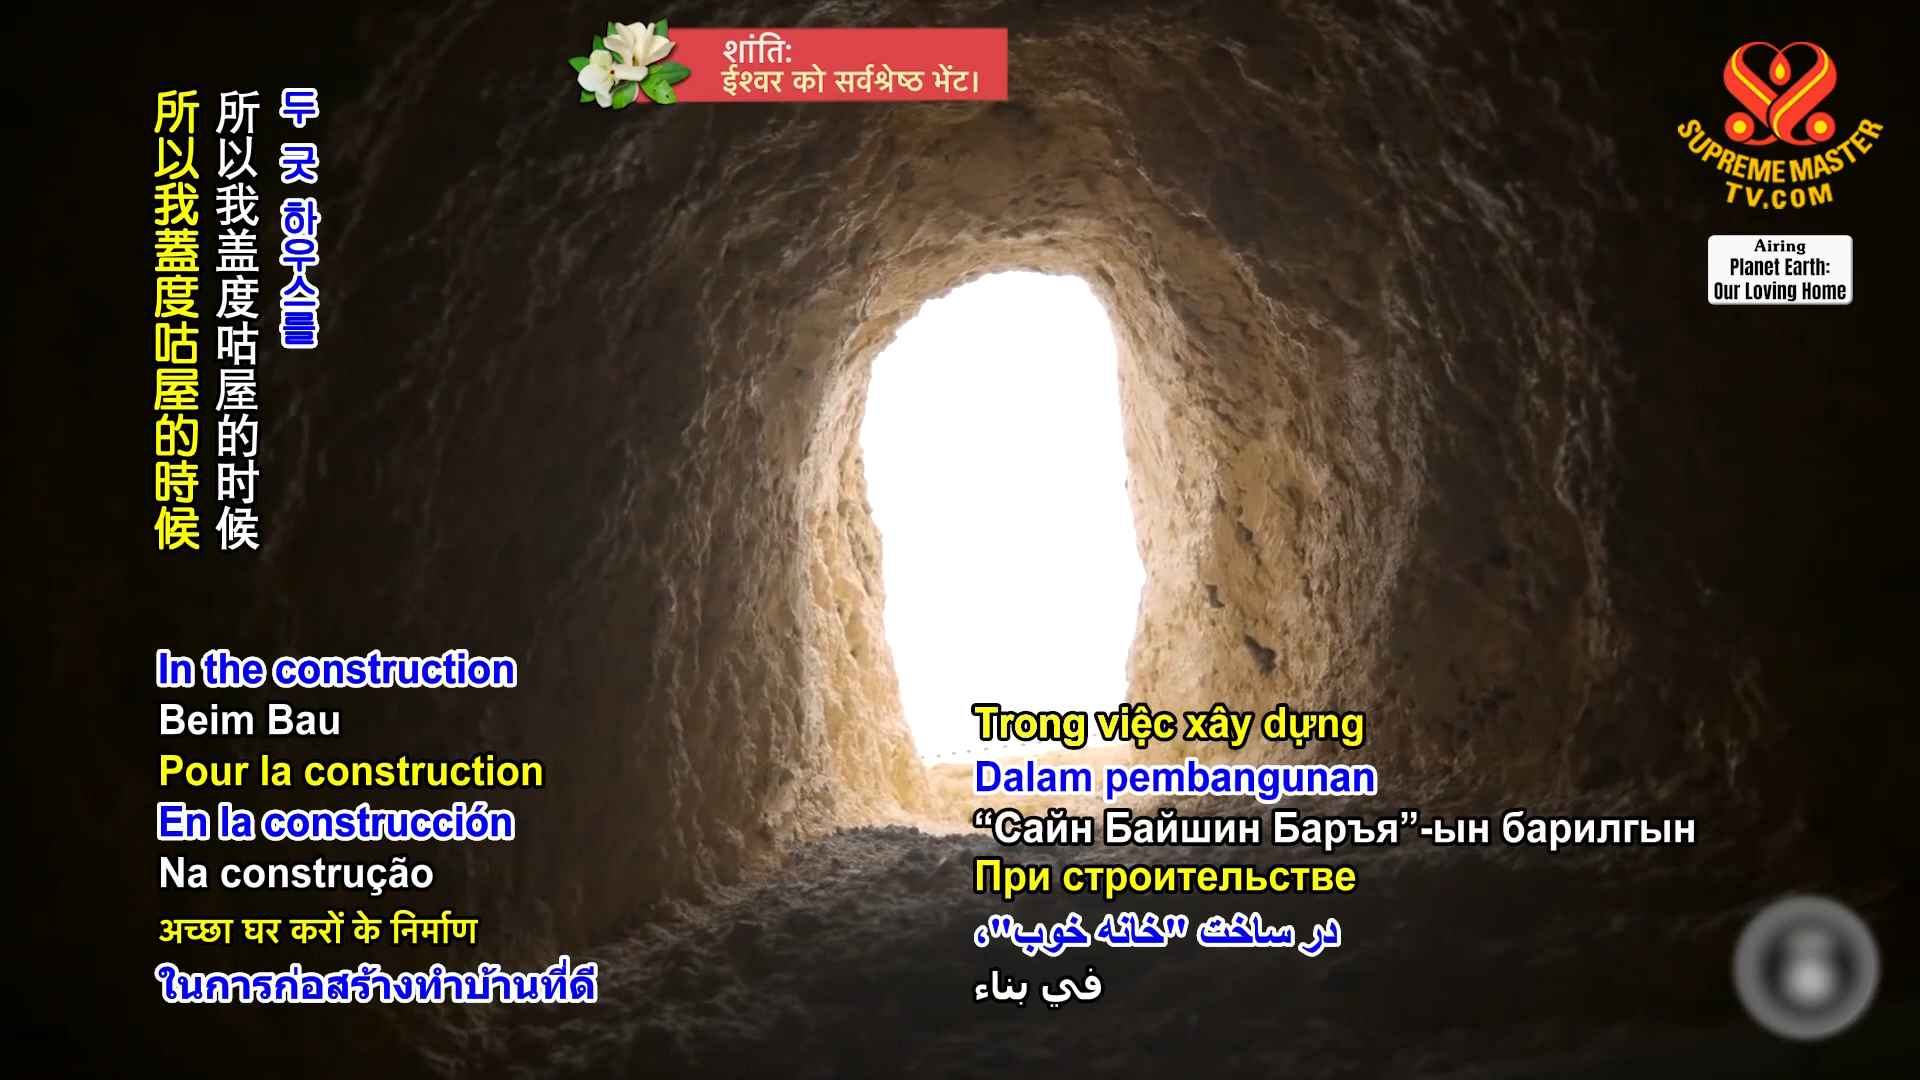 शांति:
ईश्वर को सर्वश्रेष्ठ भेंट।
SUPREME MASTER
TV.COM
Airing
Planet Earth:
Our Loving Home
두 굿 하우스를
所以我盖度咕屋的时候
所以我蓋度咕屋的時候
In the construction
Beim Bau
Pour la construction
En la construcción
Na construção
अच्छा घर करों के निर्माण
ในการก่อสร้างทำบ้านที่ดี
Trong việc xây dựng
Dalam pembangunan
“Сайн Байшин Баръя”-ын барилгын
При строительстве
در ساخت "خانه خوب"،
في بناء